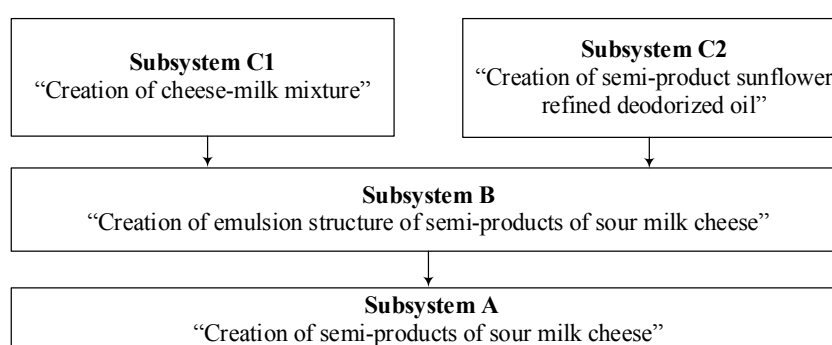 Subsystem C1
“Creation of cheese-milk mixture”
Subsystem C2
“Creation of semi-product sunflower
refined deodorized oil”
Subsystem B
“Creation of emulsion structure of semi-products of sour milk cheese”
Subsystem A
“Creation of semi-products of sour milk cheese”